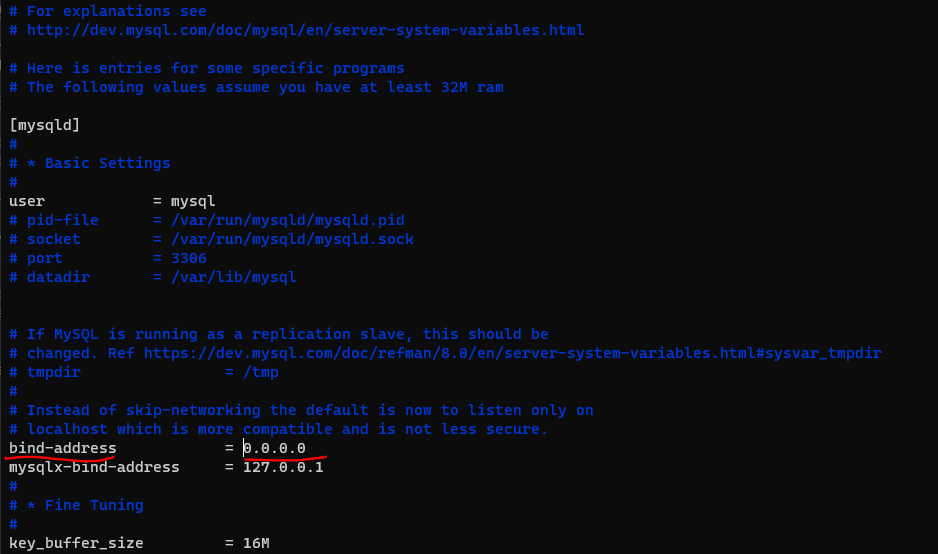 # For explanations see
# http://dev.mysql.com/doc/mysql/en/server-system-variables.html
# Here is entries for some specific programs
# The following values assume you have at least 32M ram
[mysqld]
#
# * Basic Settings
#
user            = mysql
# pid-file      = /var/run/mysqld/mysqld.pid
# socket        = /var/run/mysqld/mysqld.sock
# port          = 3306
# datadir       = /var/lib/mysql
# If MySQL is running as a replication slave, this should be
# changed. Ref https://dev.mysql.com/doc/refman/8.0/en/server-system-variables.html#sysvar_tmpdir
# tmpdir                = /tmp
#
# Instead of skip-networking the default is now to listen only on
# localhost which is more compatible and is not less secure.
bind-address            = 0.0.0.0
mysqlx-bind-address     = 127.0.0.1
#
# * Fine Tuning
#
key_buffer_size         = 16M